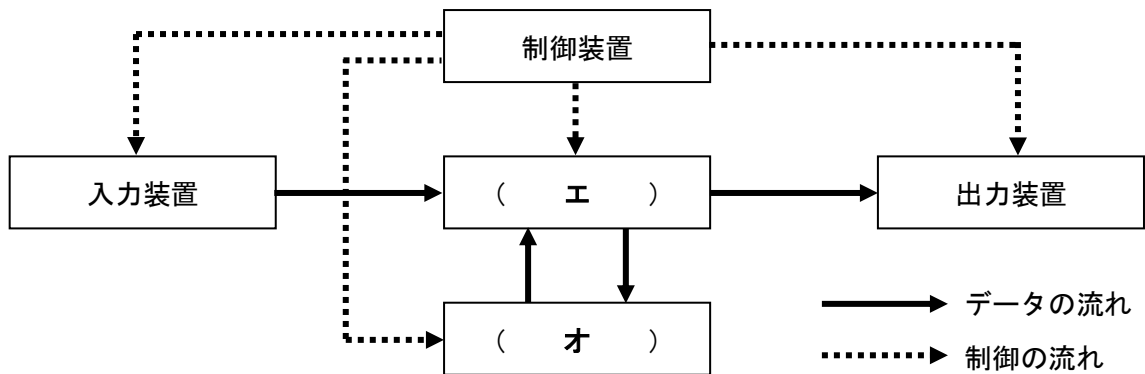 制御装置
入力装置
（　エ　）
出力装置
（　オ　）
データの流れ
制御の流れ